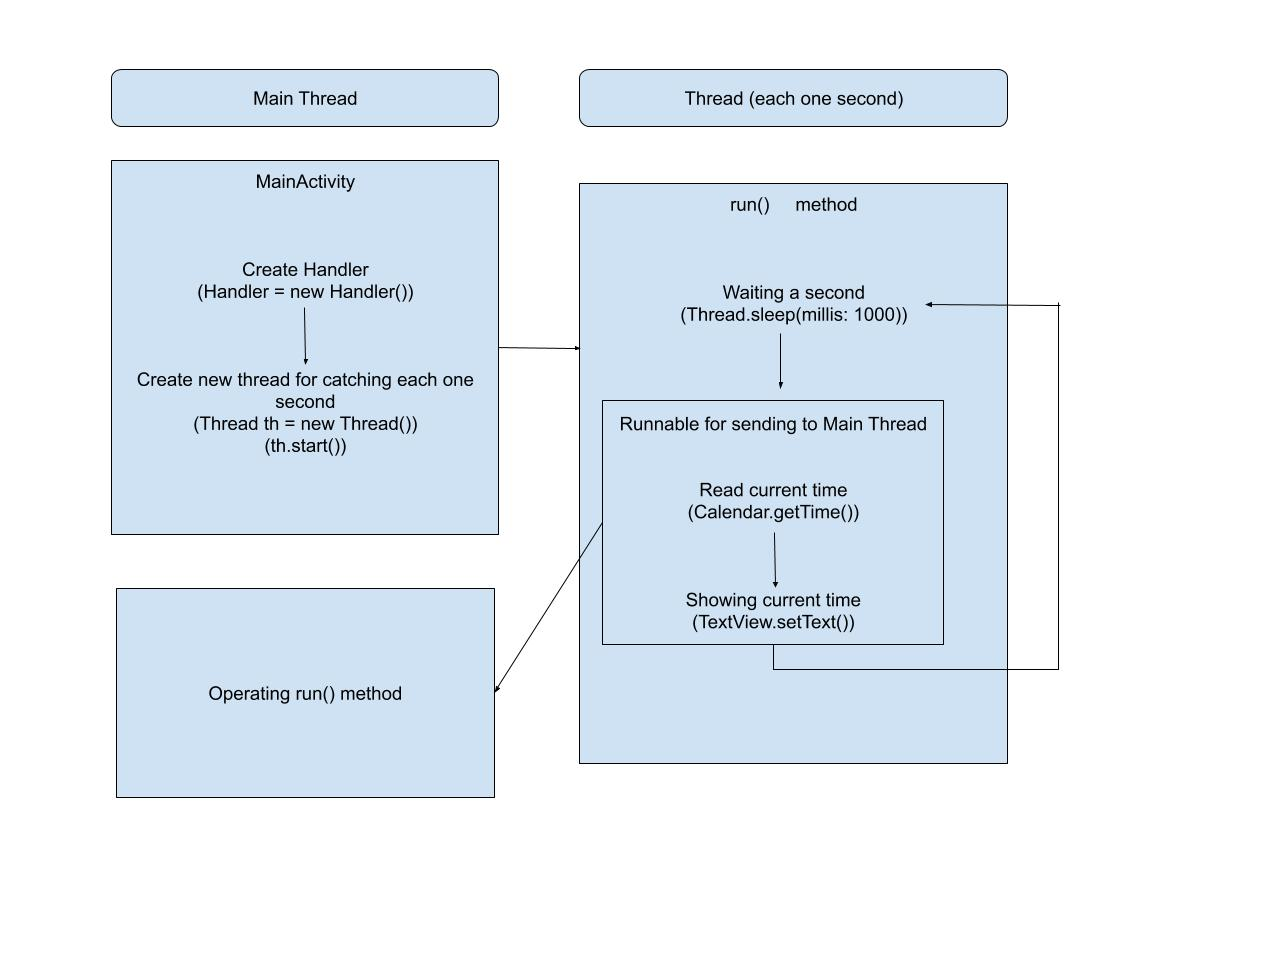 Main Thread
Thread (each one second)
MainActivity
Create Handler
(Handler = new Handler())
Create new thread for catching each one
second
(Thread th = new Thread())
(th.start())
run() method
Waiting a second
(Thread.sleep(millis: 1000))
Runnable for sending to Main Thread
Read current time
(Calendar.getTime())
Showing current time
(TextView.setText())
Operating run() method